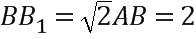 BB₁ = √2AB = 2